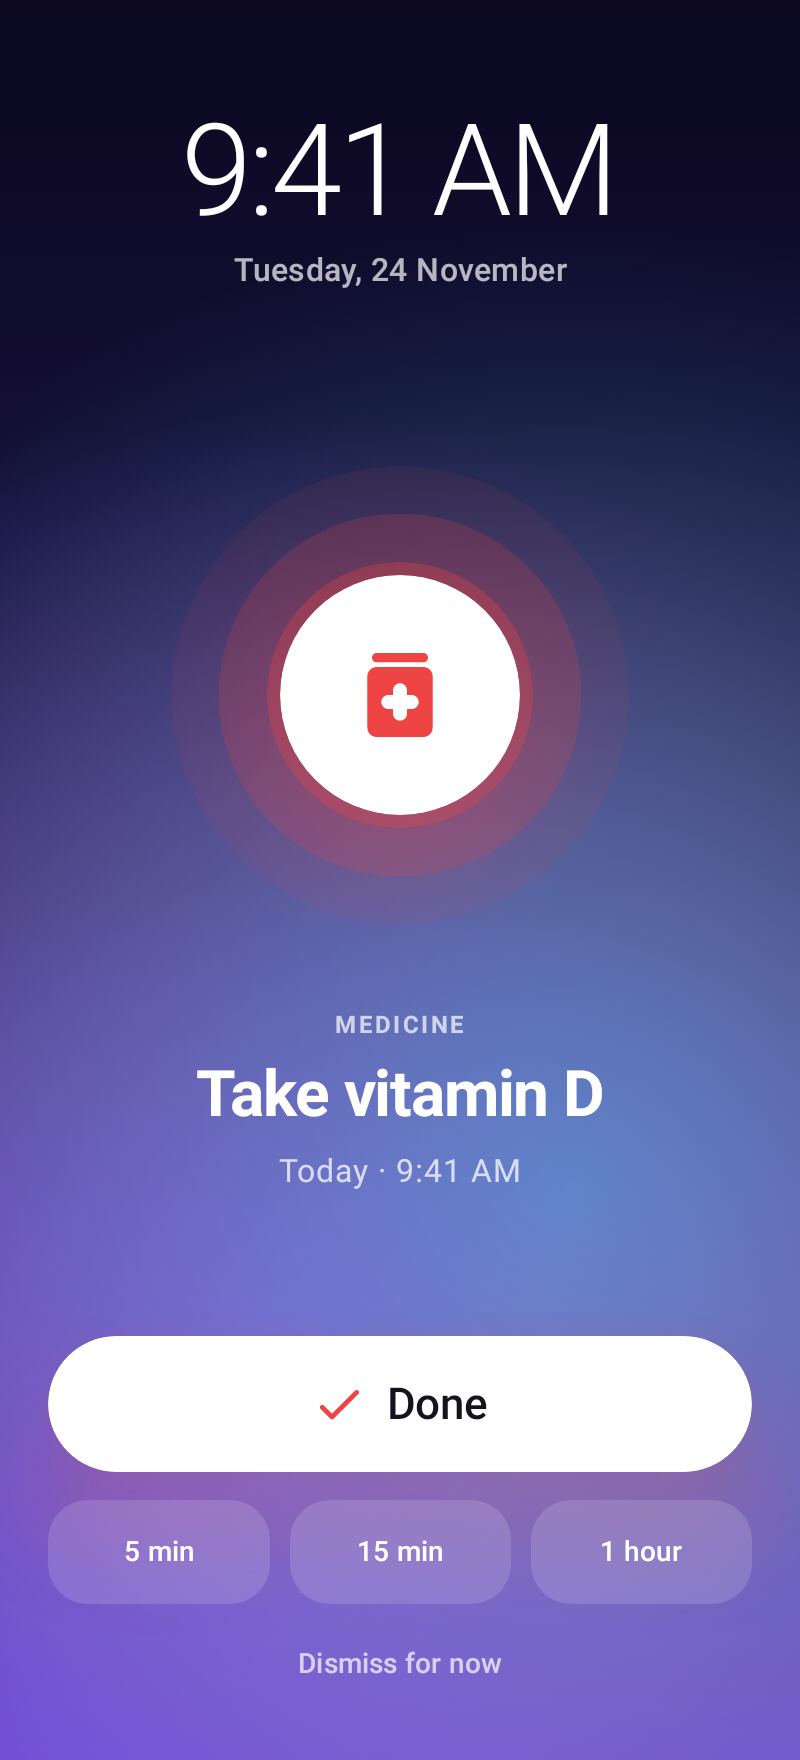 9:41 AM
Tuesday, 24 November
MEDICINE
Take vitamin D
Today · 9:41 AM
Done
5 min
15 min
1 hour
Dismiss for now